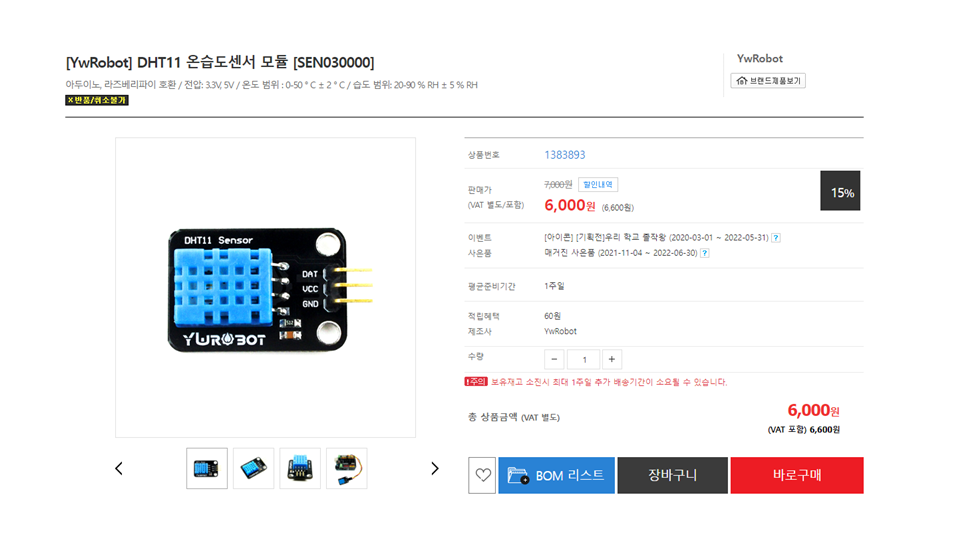 [YwRobot] DHT11 온습도센서 모듈 [SEN030000]
아두이노, 라즈베리파이 호환 / 전압: 3.3V, 5V / 온도 범위 : 0-50 ° C ± 2 ° C / 습도 범위: 20-90 % RH ± 5 % RH
X 반품/취소불가
YwRobot
브랜드제품보기
DHT11 Sensor
DAT
VCC
GND
YWROBOT
상품번호 1383893
판매가 7,000원 할인내역
(VAT 별도/포함) 6,000원 (6,600원)
15%
이벤트 [아이콘] [기획전]우리 학교 졸작왕 (2020-03-01 ~ 2022-05-31) ?
사은품 매거진 사은품 (2021-11-04 ~ 2022-06-30) ?
평균준비기간 1주일
적립혜택 60원
제조사 YwRobot
수량 − 1 +
!주의 보유재고 소진시 최대 1주일 추가 배송기간이 소요될 수 있습니다.
총 상품금액 (VAT 별도) 6,000원
(VAT 포함) 6,600원
BOM 리스트
장바구니
바로구매